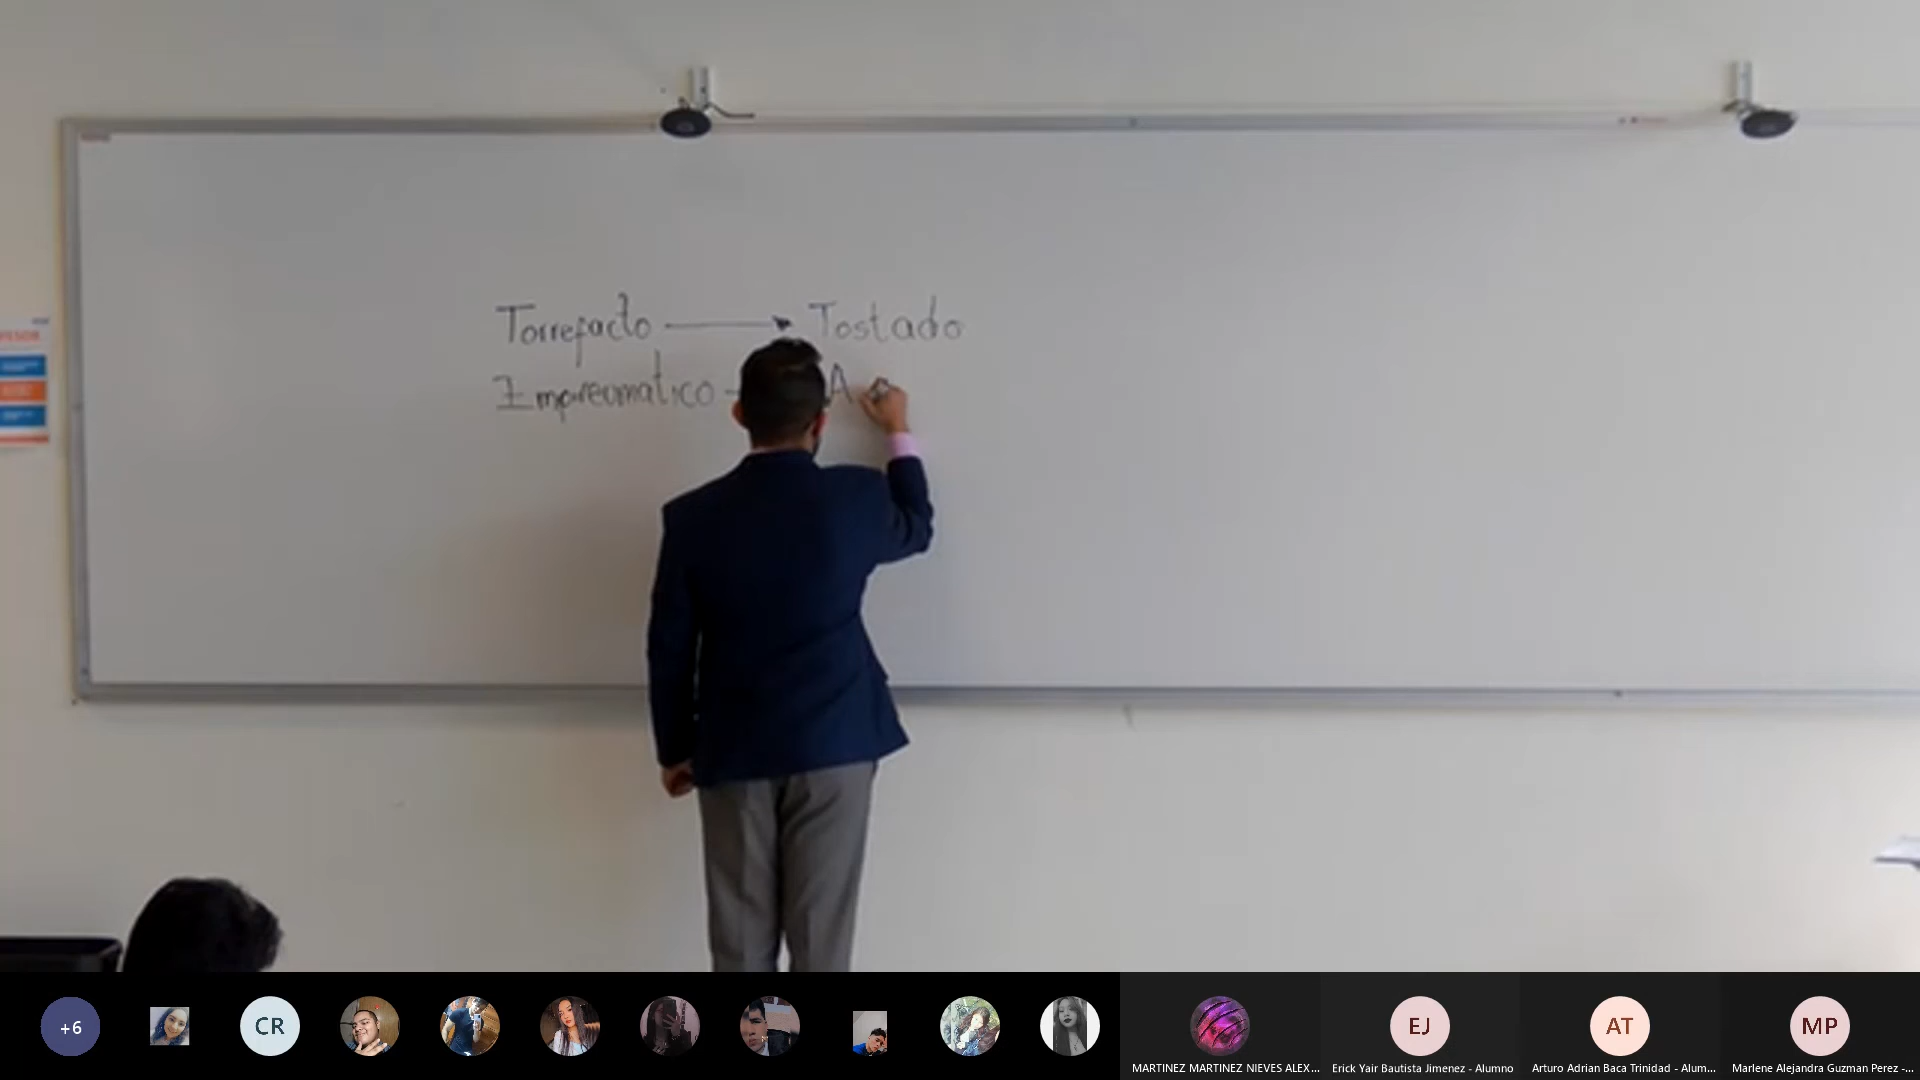 Torrefacto → Tostado
Empireomatico
+6
CR
EJ
AT
MP
MARTINEZ MARTINEZ NIEVES ALEX...
Erick Yair Bautista Jimenez - Alumno
Arturo Adrian Baca Trinidad - Alum...
Marlene Alejandra Guzman Perez -...